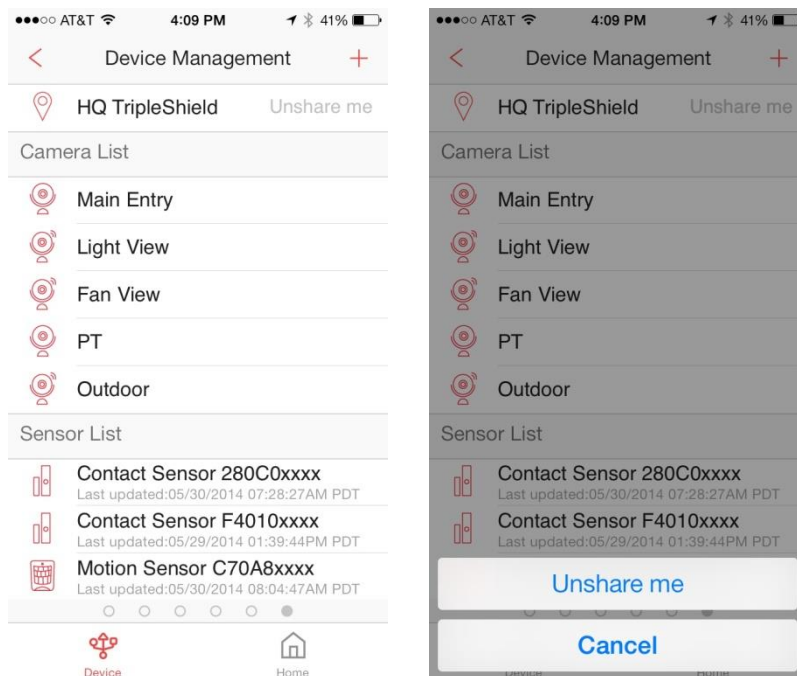 AT&T 4:09 PM 41%
Device Management
HQ TripleShield Unshare me
Camera List
Main Entry
Light View
Fan View
PT
Outdoor
Sensor List
Contact Sensor 280C0xxxx
Last updated:05/30/2014 07:28:27AM PDT
Contact Sensor F4010xxxx
Last updated:05/29/2014 01:39:44PM PDT
Motion Sensor C70A8xxxx
Last updated:05/30/2014 08:04:47AM PDT
Device Home
AT&T 4:09 PM 41%
Device Management
HQ TripleShield Unshare me
Camera List
Main Entry
Light View
Fan View
PT
Outdoor
Sensor List
Contact Sensor 280C0xxxx
Last updated:05/30/2014 07:28:27AM PDT
Contact Sensor F4010xxxx
Last updated:05/29/2014 01:39:44PM PDT
Unshare me
Cancel
Device Home